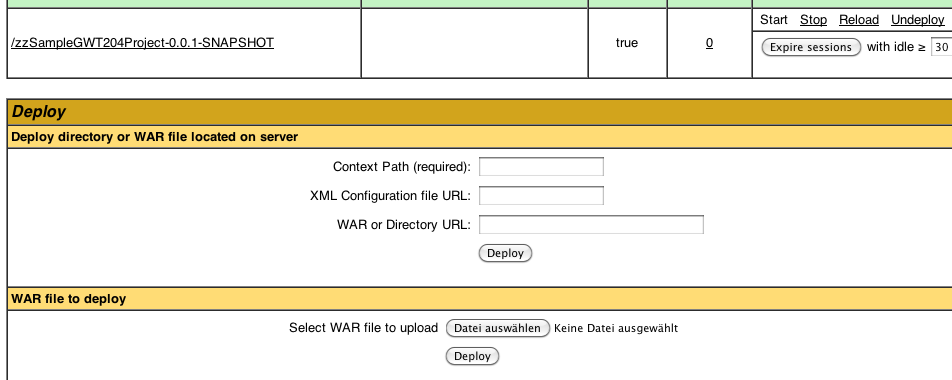 Start Stop Reload Undeploy
/zzSampleGWT204Project-0.0.1-SNAPSHOT true 0
Expire sessions with idle ≥ 30
Deploy
Deploy directory or WAR file located on server
Context Path (required):
XML Configuration file URL:
WAR or Directory URL:
Deploy
WAR file to deploy
Select WAR file to upload Datei auswählen Keine Datei ausgewählt
Deploy